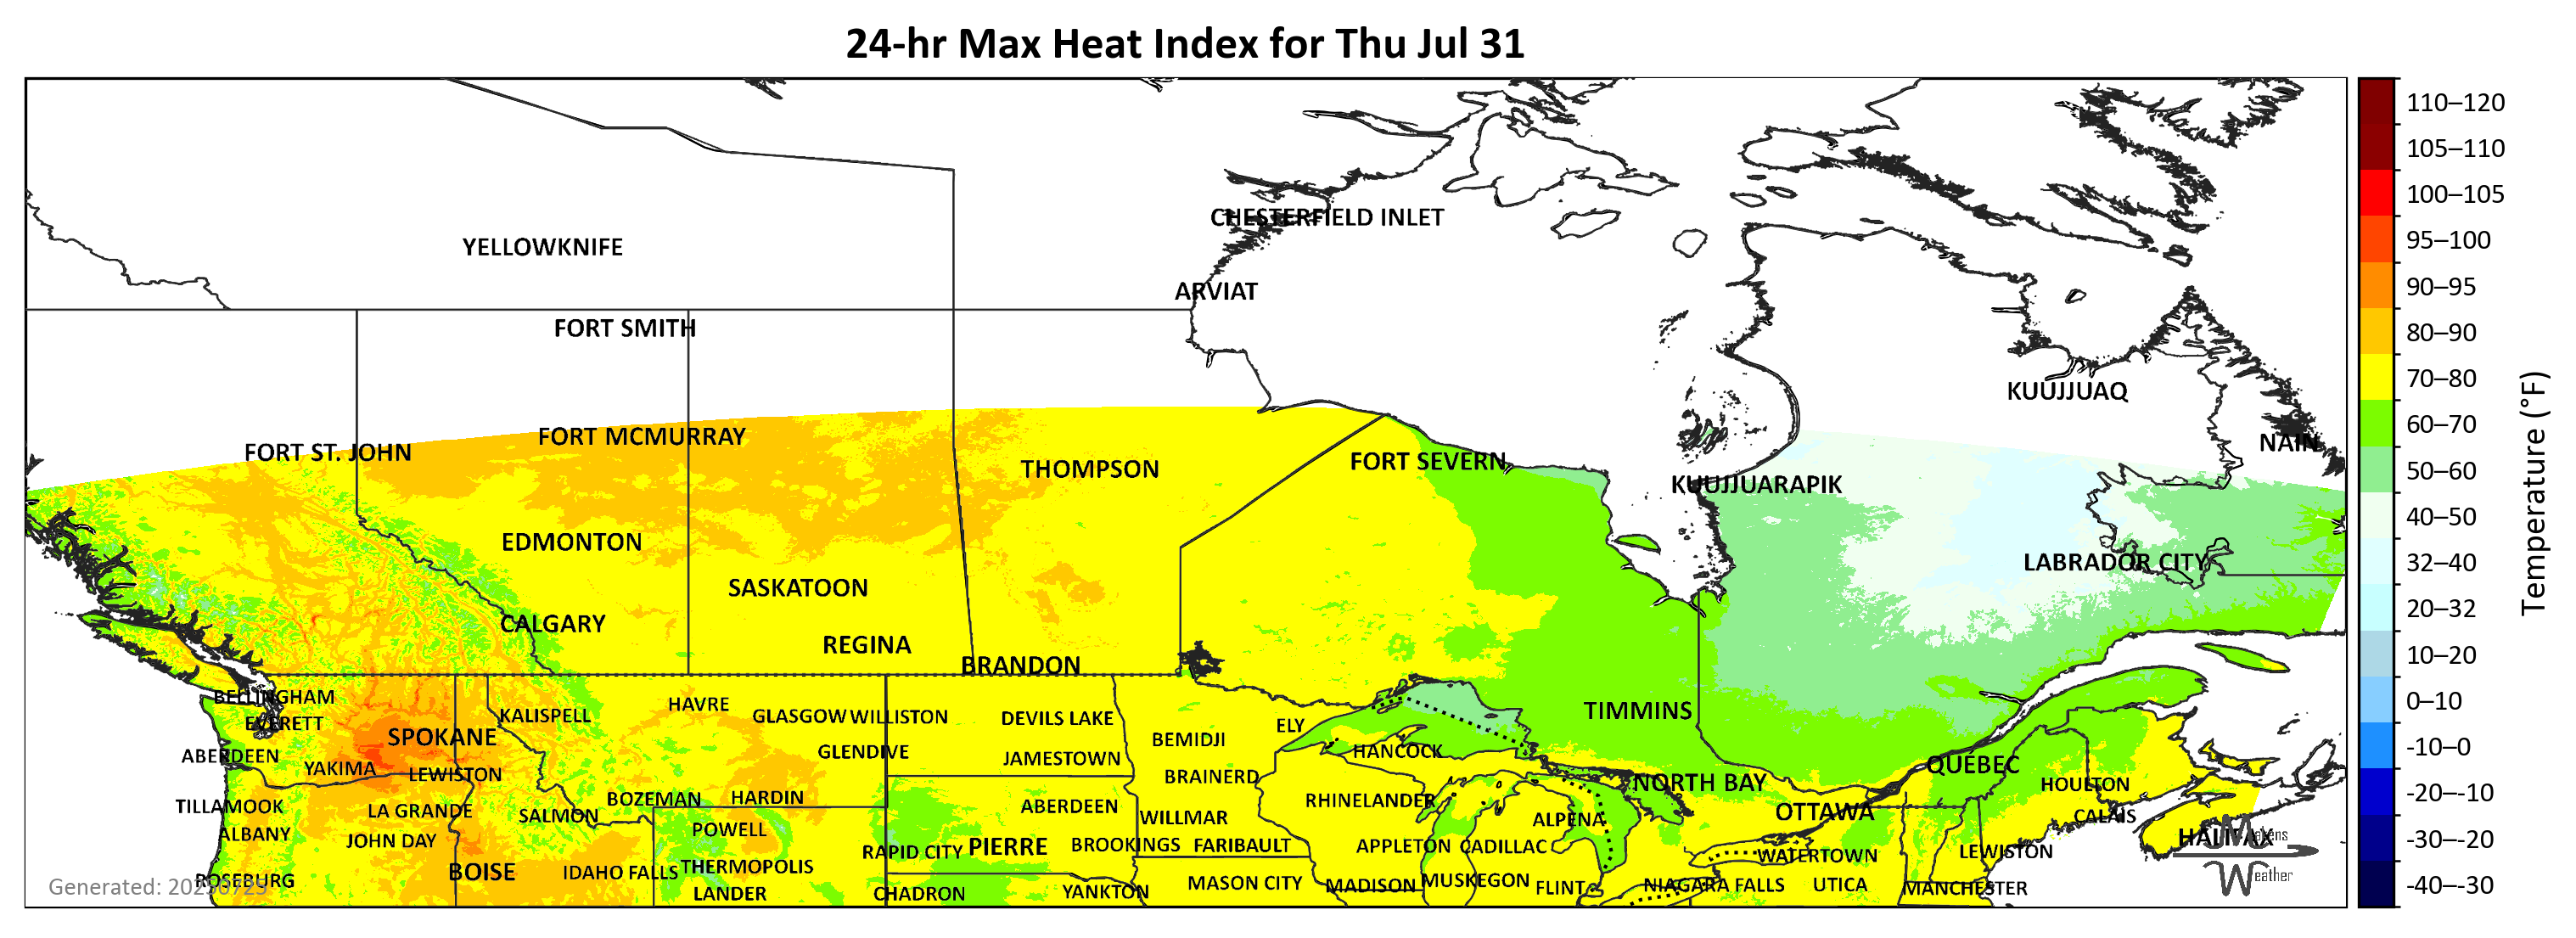 24-hr Max Heat Index for Thu Jul 31
110–120
105–110
100–105
95–100
90–95
80–90
70–80
60–70
50–60
40–50
32–40
20–32
10–20
0–10
-10–0
-20–-10
-30–-20
-40–-30
Temperature (°F)
CHESTERFIELD INLET
YELLOWKNIFE
ARVIAT
FORT SMITH
KUUJJUAQ
FORT MCMURRAY
NAIN
FORT ST. JOHN
FORT SEVERN
THOMPSON
KUUJJUARAPIK
EDMONTON
LABRADOR CITY
SASKATOON
CALGARY
REGINA
BRANDON
BELLINGHAM
HAVRE
TIMMINS
KALISPELL
GLASGOW
WILLISTON
DEVILS LAKE
EVERETT
ELY
SPOKANE
BEMIDJI
HANCOCK
GLENDIVE
ABERDEEN
JAMESTOWN
QUEBEC
YAKIMA
LEWISTON
BRAINERD
NORTH BAY
HOULTON
BOZEMAN
HARDIN
RHINELANDER
TILLAMOOK
ABERDEEN
LA GRANDE
OTTAWA
SALMON
CALAIS
WILLMAR
ALPENA
POWELL
ALBANY
HALIFAX
JOHN DAY
BROOKINGS
FARIBAULT
APPLETON
CADILLAC
PIERRE
RAPID CITY
LEWISTON
WATERTOWN
THERMOPOLIS
BOISE
IDAHO FALLS
ROSEBURG
MUSKEGON
MASON CITY
MADISON
NIAGARA FALLS
UTICA
FLINT
MANCHESTER
YANKTON
LANDER
CHADRON
Makens
Weather
Generated: 20250725